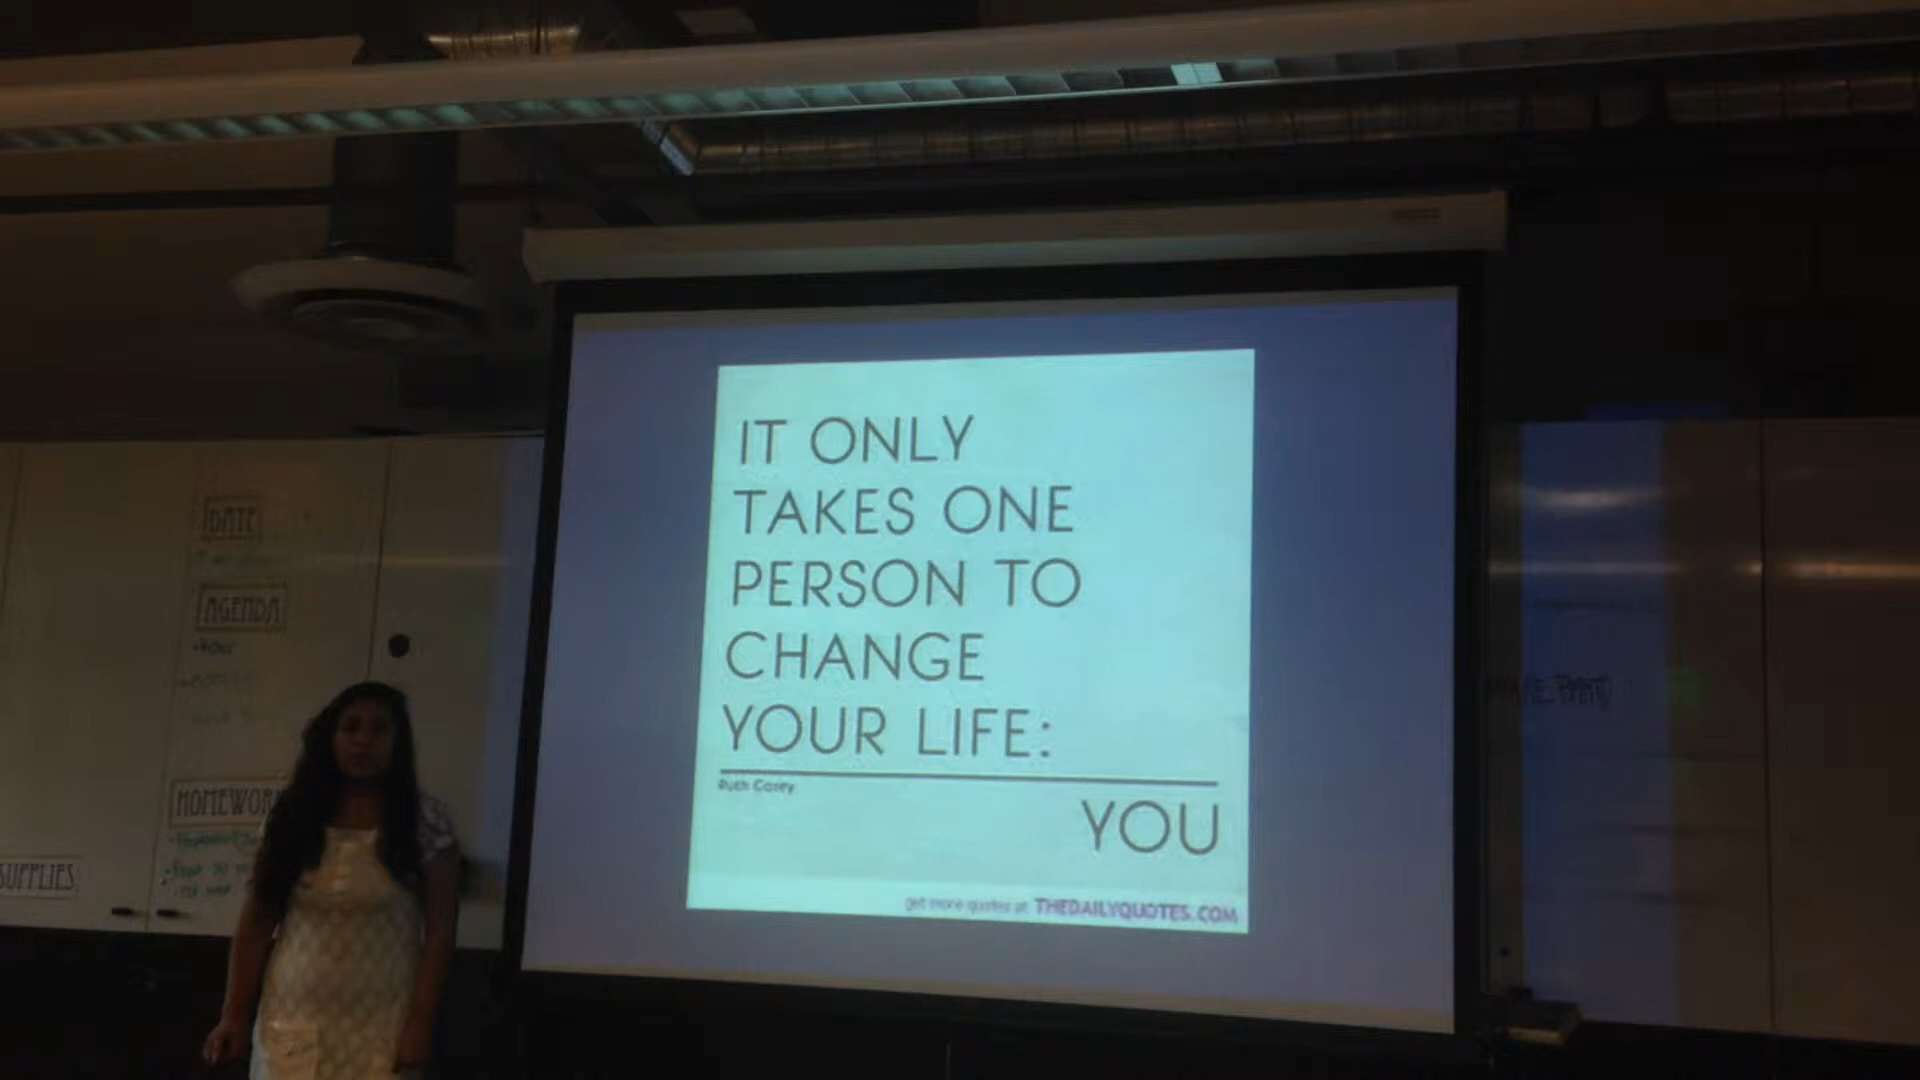 IT ONLY
TAKES ONE
PERSON TO
CHANGE
YOUR LIFE:
Ruth Casey
YOU
get more quotes at THEDAILYQUOTES.COM
DATE
AGENDA
HOMEWOR
SUPPLIES